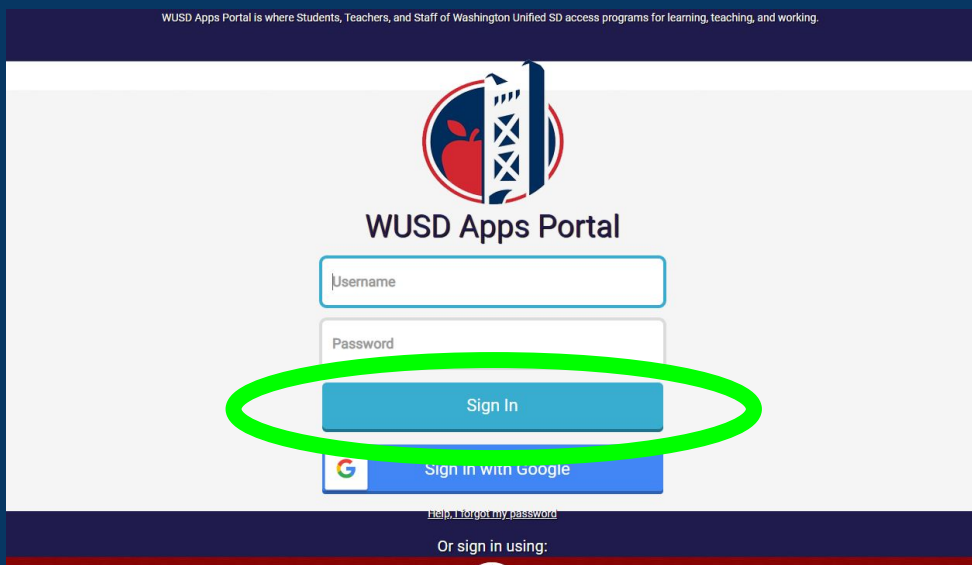 WUSD Apps Portal is where Students, Teachers, and Staff of Washington Unified SD access programs for learning, teaching, and working.
WUSD Apps Portal
Username
Password
Sign In
Sign in with Google
Help, I forgot my password
Or sign in using: